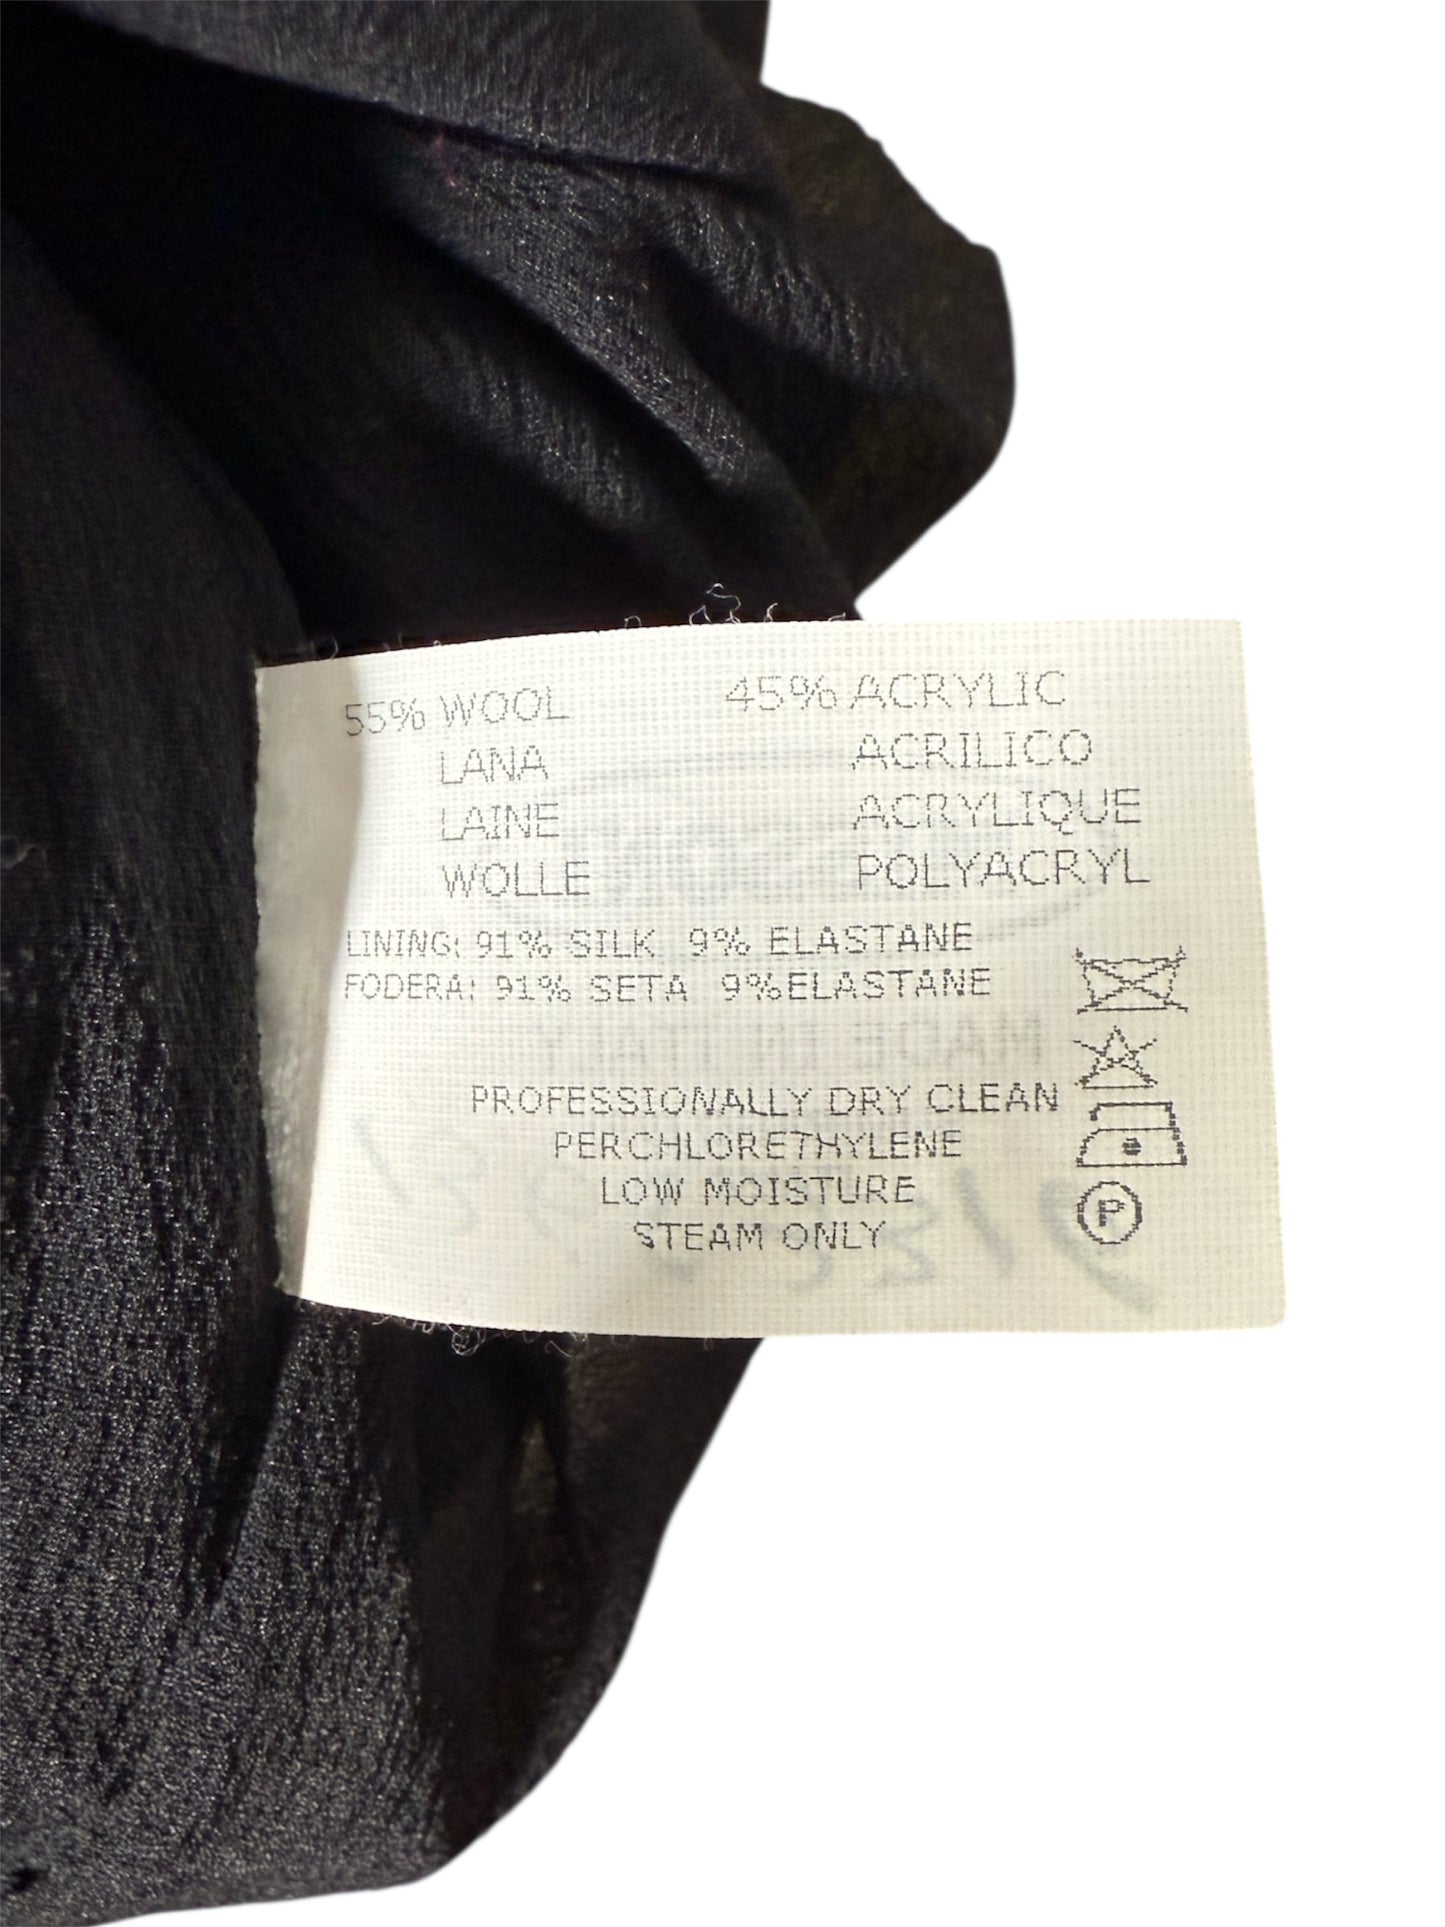 55% WOOL 45% ACRYLIC
LANA ACRILICO
LAINE ACRYLIQUE
WOLLE POLYACRYL
LINING: 91% SILK 9% ELASTANE
FODERA: 91% SETA 9%ELASTANE
PROFESSIONALLY DRY CLEAN
PERCHLORETHYLENE
LOW MOISTURE
STEAM ONLY
P